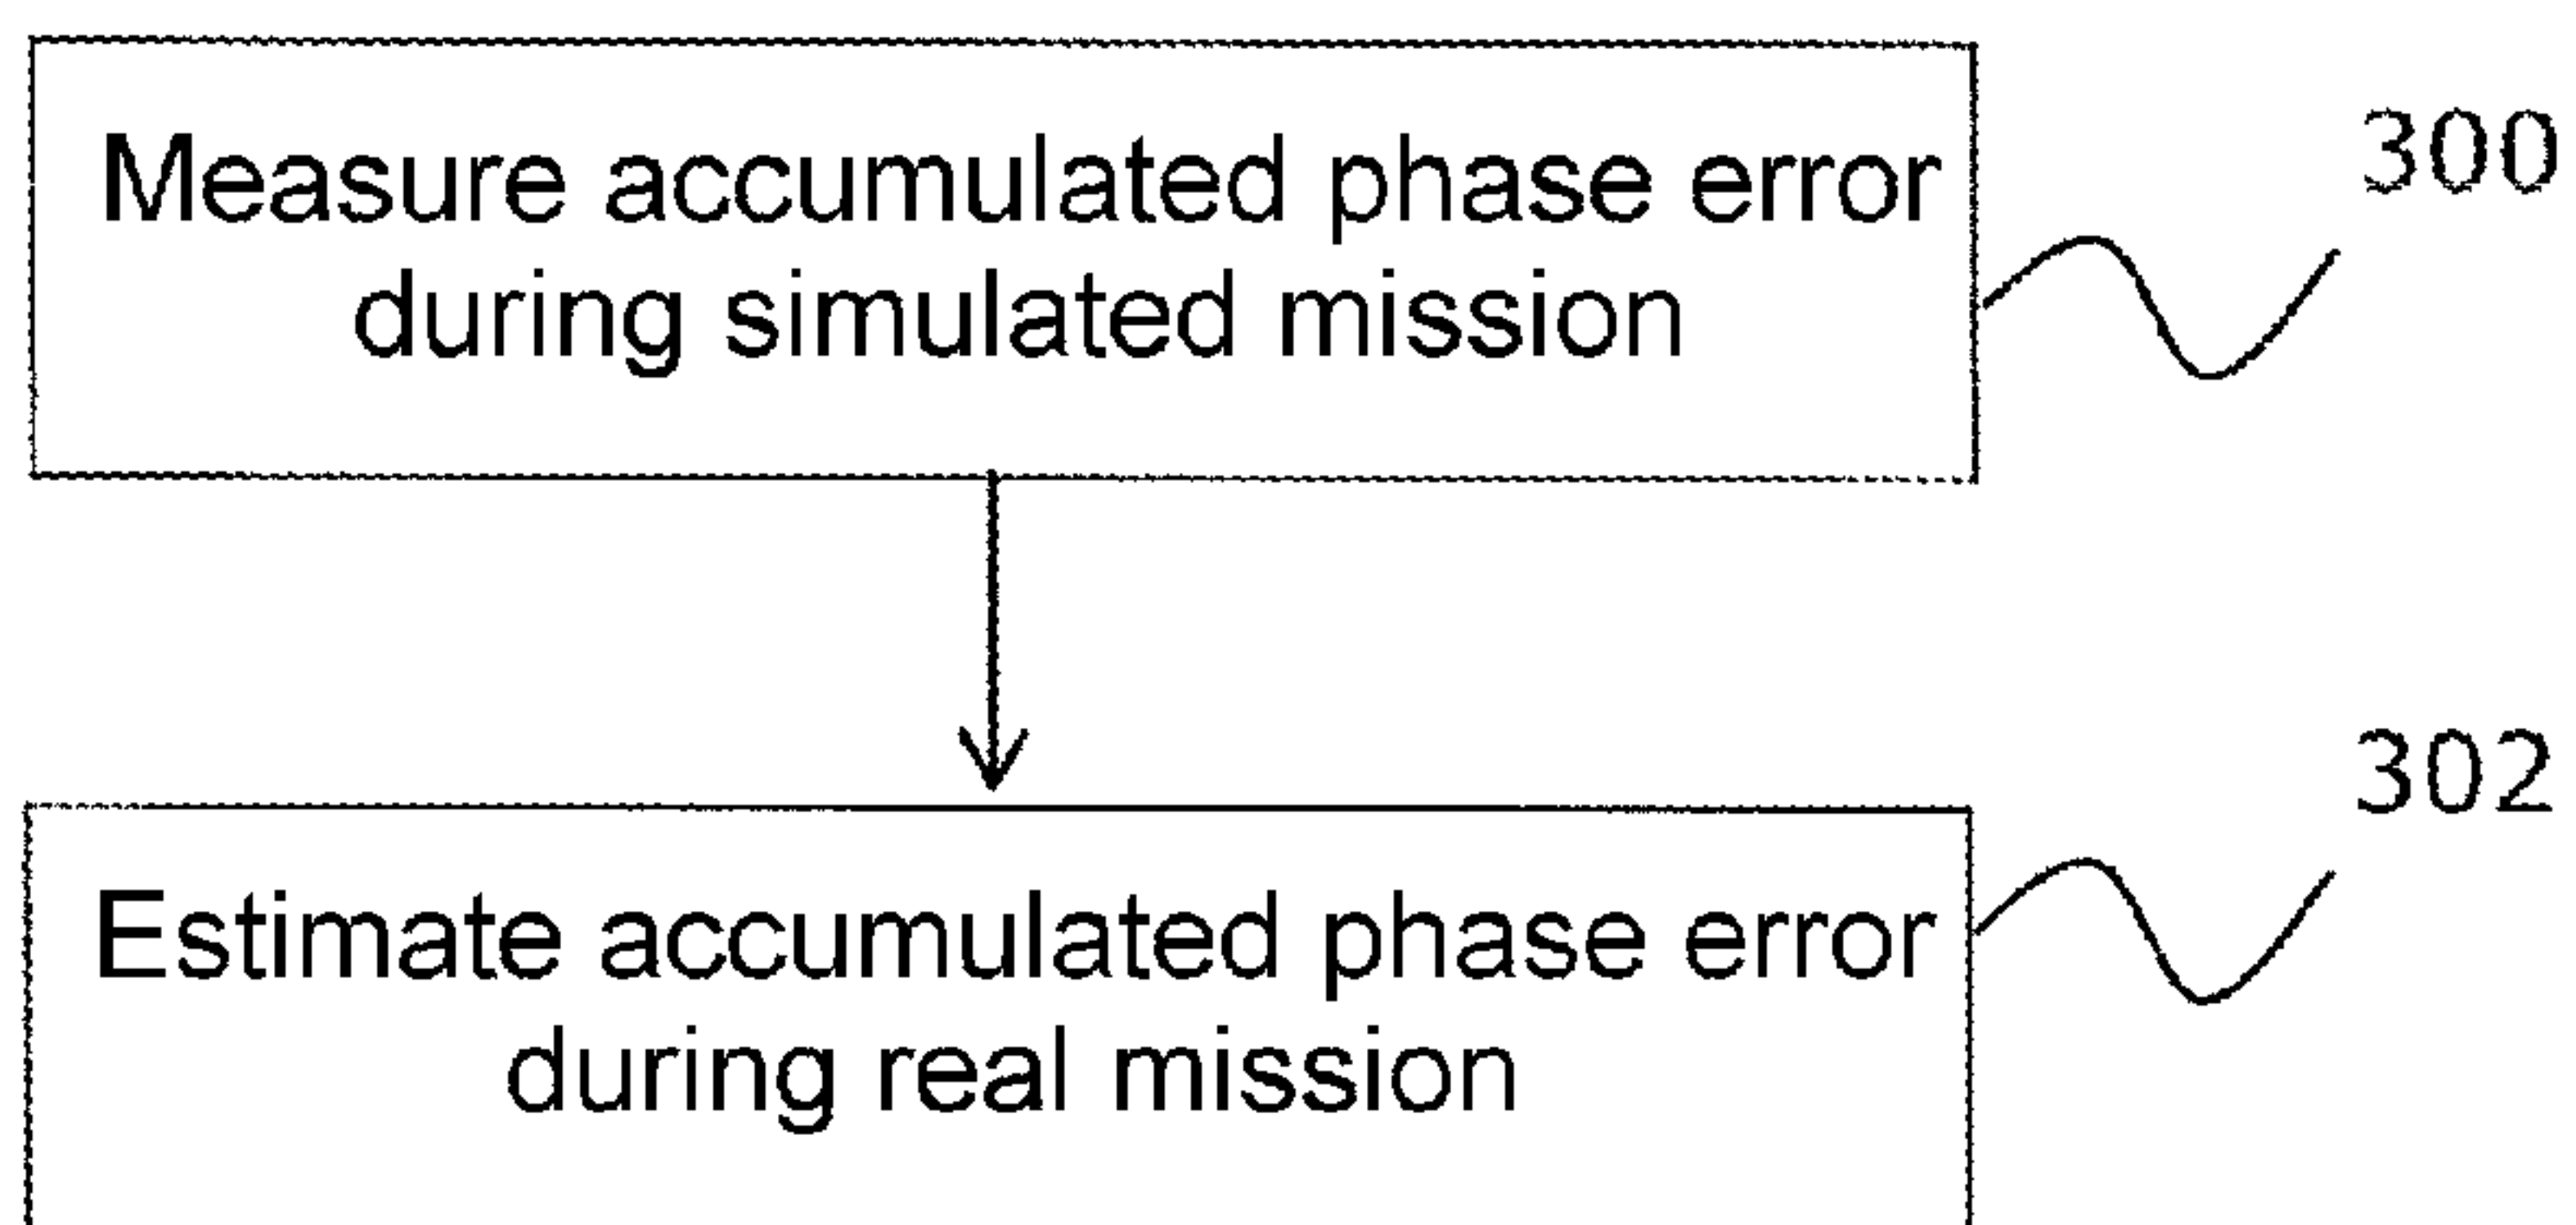 Measure accumulated phase error
during simulated mission
300
302
Estimate accumulated phase error
during real mission